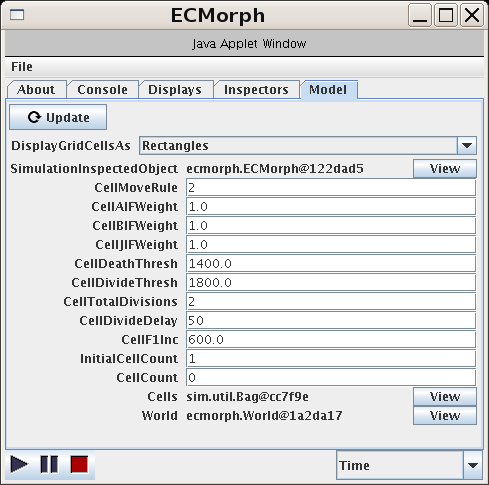 ECMorph
Java Applet Window
File
About Console Displays Inspectors Model
Update
DisplayGridCellsAs Rectangles
SimulationInspectedObject ecmorph.ECMorph@122dad5 View
CellMoveRule 2
CellAIFWeight 1.0
CellBIFWeight 1.0
CellJIFWeight 1.0
CellDeathThresh 1400.0
CellDivideThresh 1800.0
CellTotalDivisions 2
CellDivideDelay 50
CellF1Inc 600.0
InitialCellCount 1
CellCount 0
Cells sim.util.Bag@cc7f9e View
World ecmorph.World@1a2da17 View
Time